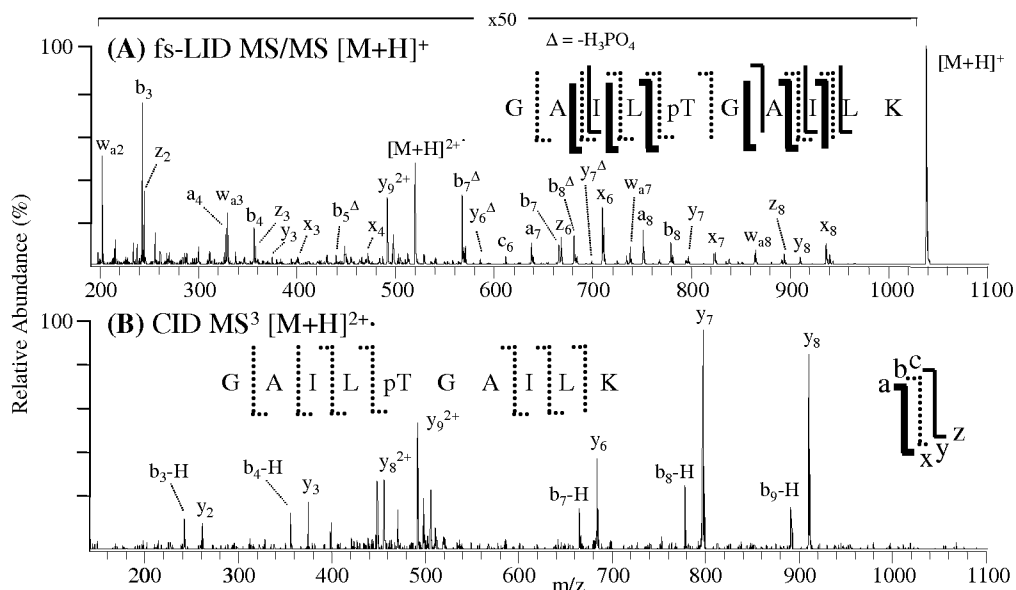 x50
100
(A) fs-LID MS/MS [M+H]⁺
Δ = -H₃PO₄
[M+H]⁺
G A I L pT G A I L K
b₃
wₐ₂
z₂
a₄
wₐ₃
b₄
z₃
y₃
x₃
b₅Δ
x₄
y₉²⁺
[M+H]²⁺·
b₇Δ
y₆Δ
c₆
a₇
b₇
z₆
b₈Δ
y₇Δ
x₆
wₐ₇
a₈
b₈
y₇
x₇
wₐ₈
z₈
y₈
x₈
200 300 400 500 600 700 800 900 1000 1100
Relative Abundance (%)
100
(B) CID MS³ [M+H]²⁺·
G A I L pT G A I L K
b₃-H
y₂
b₄-H
y₃
y₈²⁺
y₉²⁺
b₇-H
y₆
b₈-H
y₇
b₉-H
y₈
a b c
x y z
200 300 400 500 600 700 800 900 1000 1100
m/z